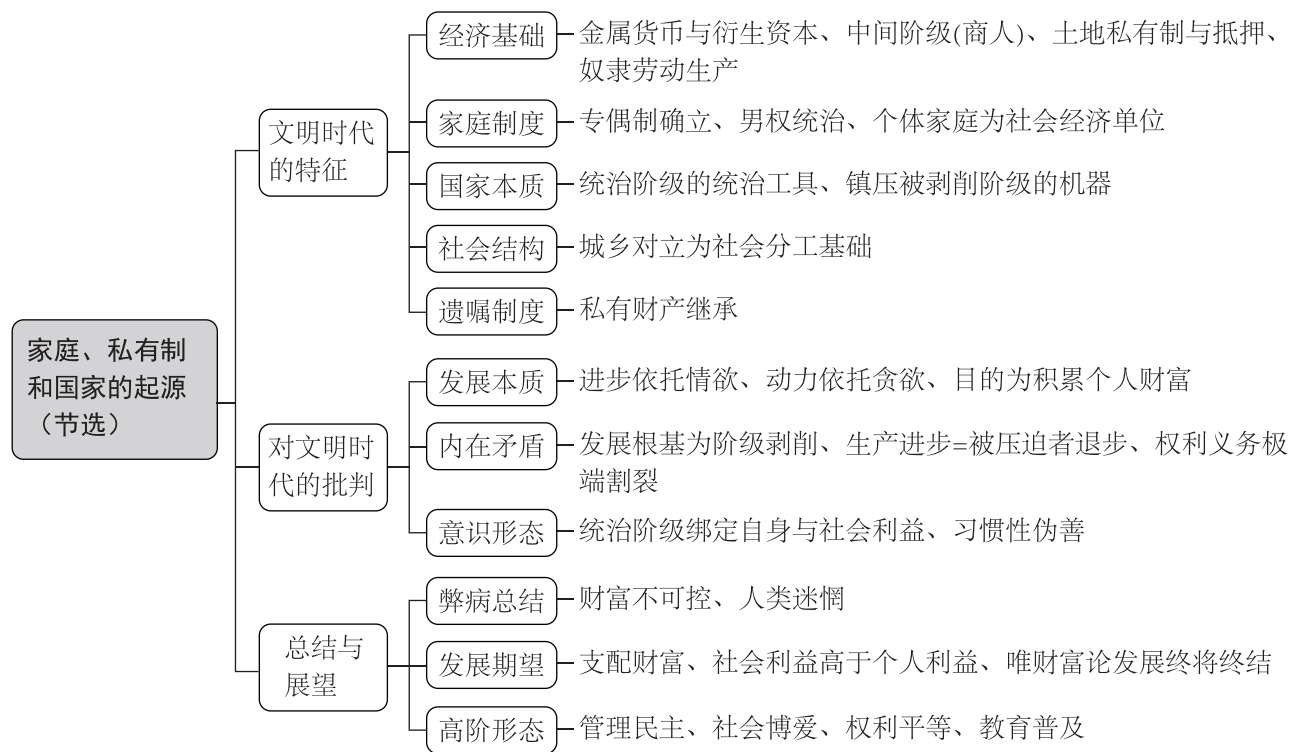 家庭、私有制
和国家的起源
（节选）
文明时代
的特征
经济基础
金属货币与衍生资本、中间阶级(商人)、土地私有制与抵押、
奴隶劳动生产
家庭制度
专偶制确立、男权统治、个体家庭为社会经济单位
国家本质
统治阶级的统治工具、镇压被剥削阶级的机器
社会结构
城乡对立为社会分工基础
遗嘱制度
私有财产继承
对文明时
代的批判
发展本质
进步依托情欲、动力依托贪欲、目的为积累个人财富
内在矛盾
发展根基为阶级剥削、生产进步=被压迫者退步、权利义务极
端割裂
意识形态
统治阶级绑定自身与社会利益、习惯性伪善
总结与
展望
弊病总结
财富不可控、人类迷惘
发展期望
支配财富、社会利益高于个人利益、唯财富论发展终将终结
高阶形态
管理民主、社会博爱、权利平等、教育普及